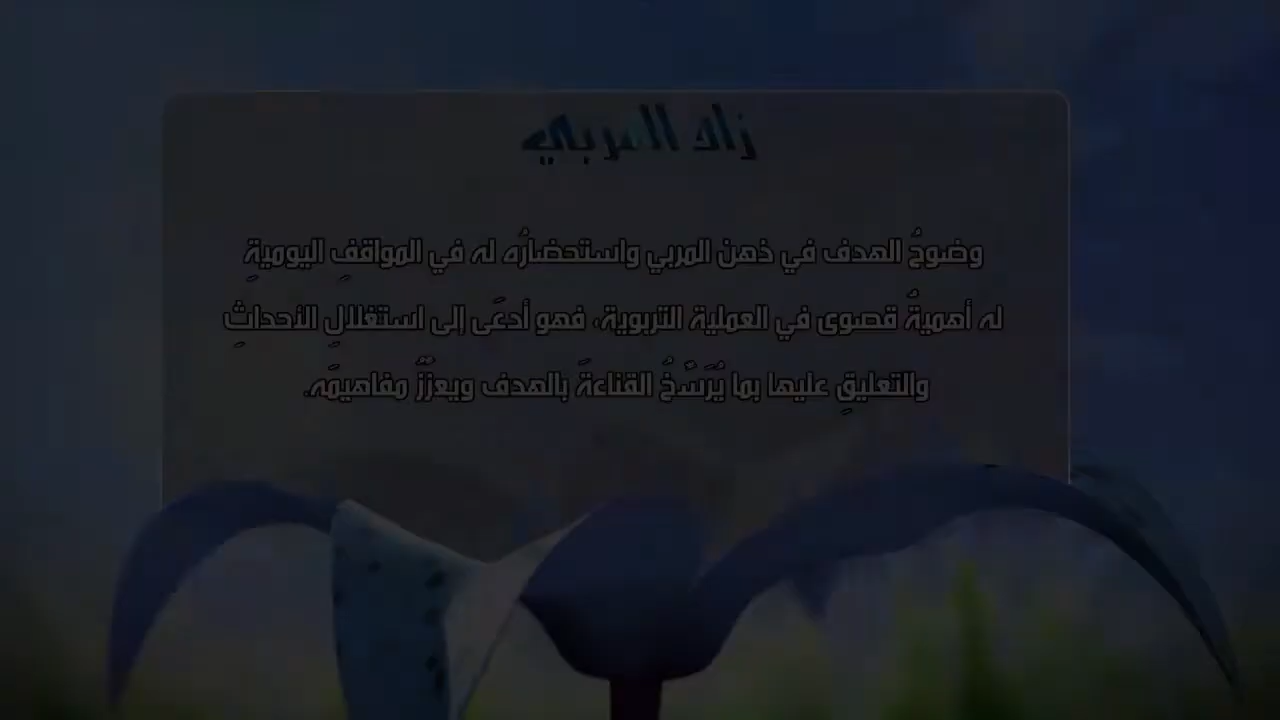 زاد المربي
وضوحُ الهدف في ذهن المربي واستحضارُه له في المواقفِ اليوميةِ
له أهميةٌ قصوى في العملية التربوية، فهو أدعَى إلى استغلالِ الأحداثِ
والتعليقِ عليها بما يُرَسِّخُ القناعةَ بالهدف ويعزِّزُ مفاهيمَه.